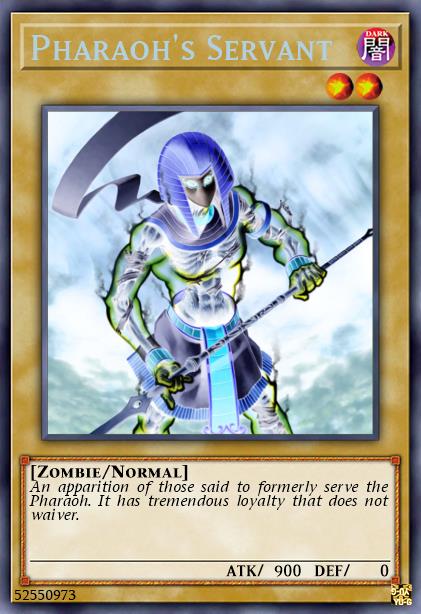 Pharaoh's Servant
DARK
闇
[Zombie/Normal]
An apparition of those said to formerly serve the
Pharaoh. It has tremendous loyalty that does not
waiver.
ATK/ 900 DEF/ 0
52550973